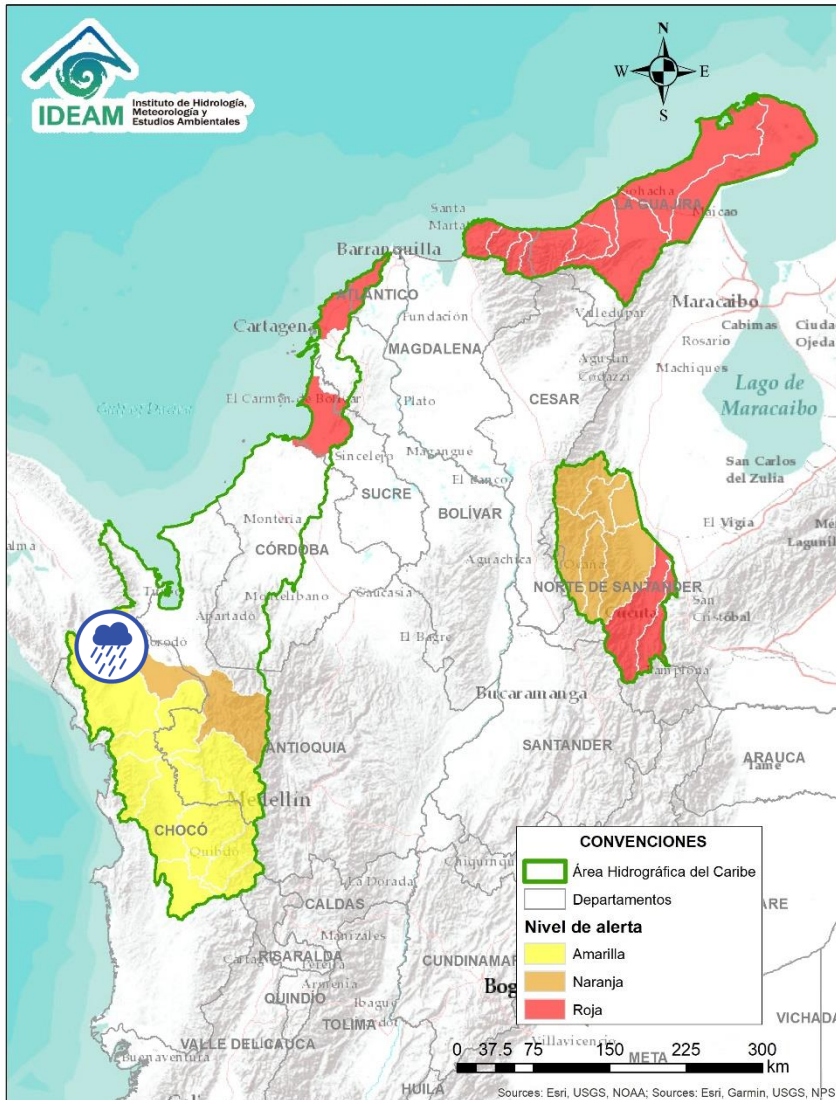 IDEAM
Instituto de Hidrología,
Meteorología y
Estudios Ambientales
N
W
E
S
LA GUAJIRA
Maicao
Santa
Marta
Barranquilla
ATLÁNTICO
Cartagena
Fundación
Valledupar
Maracaibo
Cabimas
Ciudad
Ojeda
Rosario
MAGDALENA
Machiques
Agustín
Codazzi
El Carmen de Bolívar
Plato
CESAR
Lago de
Maracaibo
Sincelejo
Magangué
San Carlos
del Zulia
El Banco
SUCRE
BOLÍVAR
Montería
El Vigía
CÓRDOBA
Aguachica
Ocaña
NORTE DE SANTANDER
Montelíbano
Caucasia
Apartadó
San
Cristóbal
Cúcuta
El Bagre
Pamplona
Bucaramanga
ANTIOQUIA
SANTANDER
ARAUCA
Tame
Medellín
CHOCÓ
Quibdó
La Dorada
CALDAS
Manizales
RISARALDA
Pereira
Armenia
QUINDÍO
Ibagué
TOLIMA
VALLE DEL CAUCA
Buenaventura
HUILA
META
Villavicencio
VICHADA
CONVENCIONES
Área Hidrográfica del Caribe
Departamentos
Nivel de alerta
Amarilla
Naranja
Roja
0 37.5 75 150 225 300
km
Sources: Esri, USGS, NOAA; Sources: Esri, Garmin, USGS, NPS